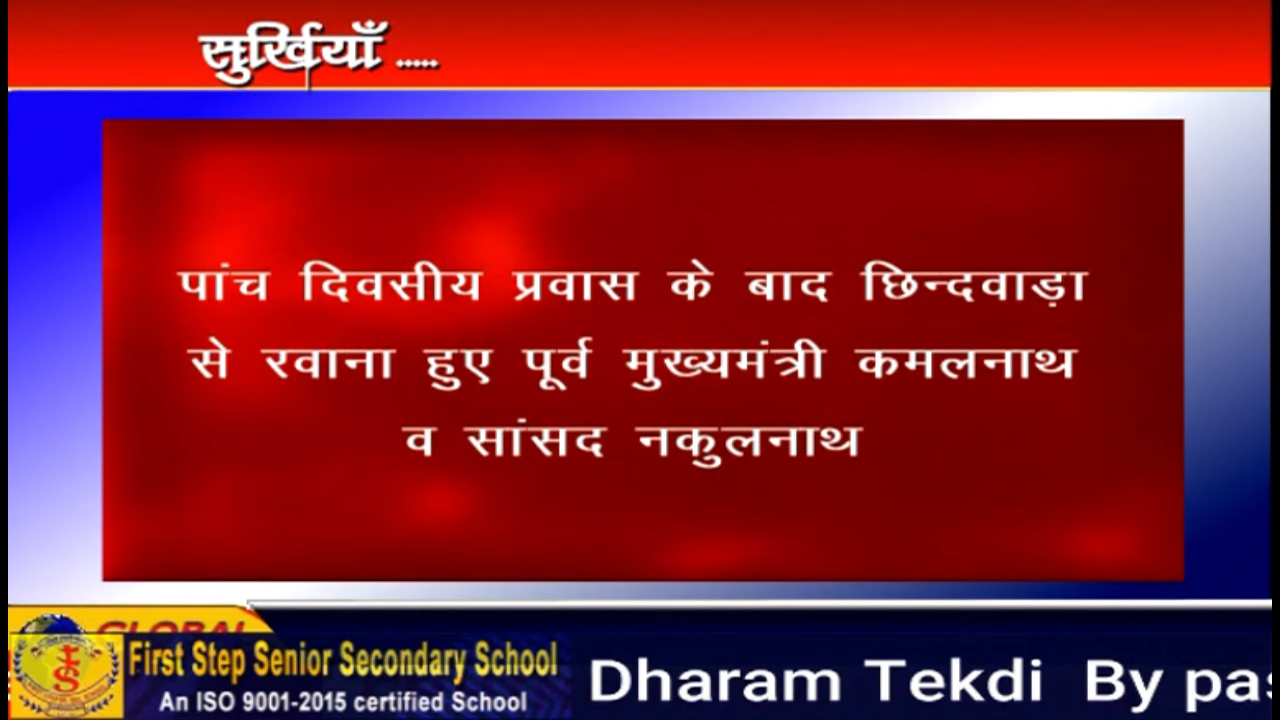 सुर्खियाँ .....
पांच दिवसीय प्रवास के बाद छिन्दवाड़ा
से रवाना हुए पूर्व मुख्यमंत्री कमलनाथ
व सांसद नकुलनाथ
GLOBAL
First Step Senior Secondary School
An ISO 9001-2015 certified School
Dharam Tekdi By pas